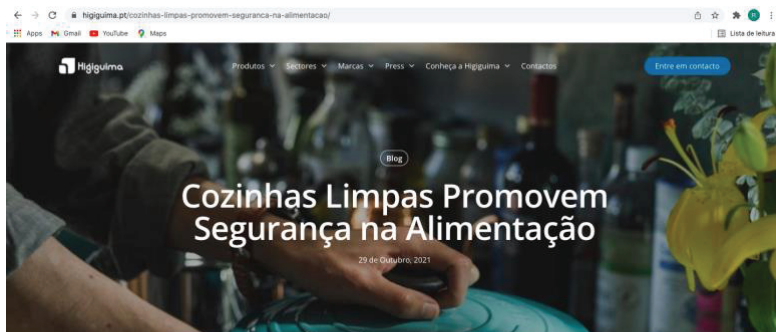 higiguima.pt/cozinhas-limpas-promovem-seguranca-na-alimentacao/
Apps Gmail YouTube Maps Lista de leitura
Higiguima Produtos Sectores Marcas Press Conheça a Higiguima Contactos Entre em contacto
Blog
Cozinhas Limpas Promovem
Segurança na Alimentação
29 de Outubro, 2021